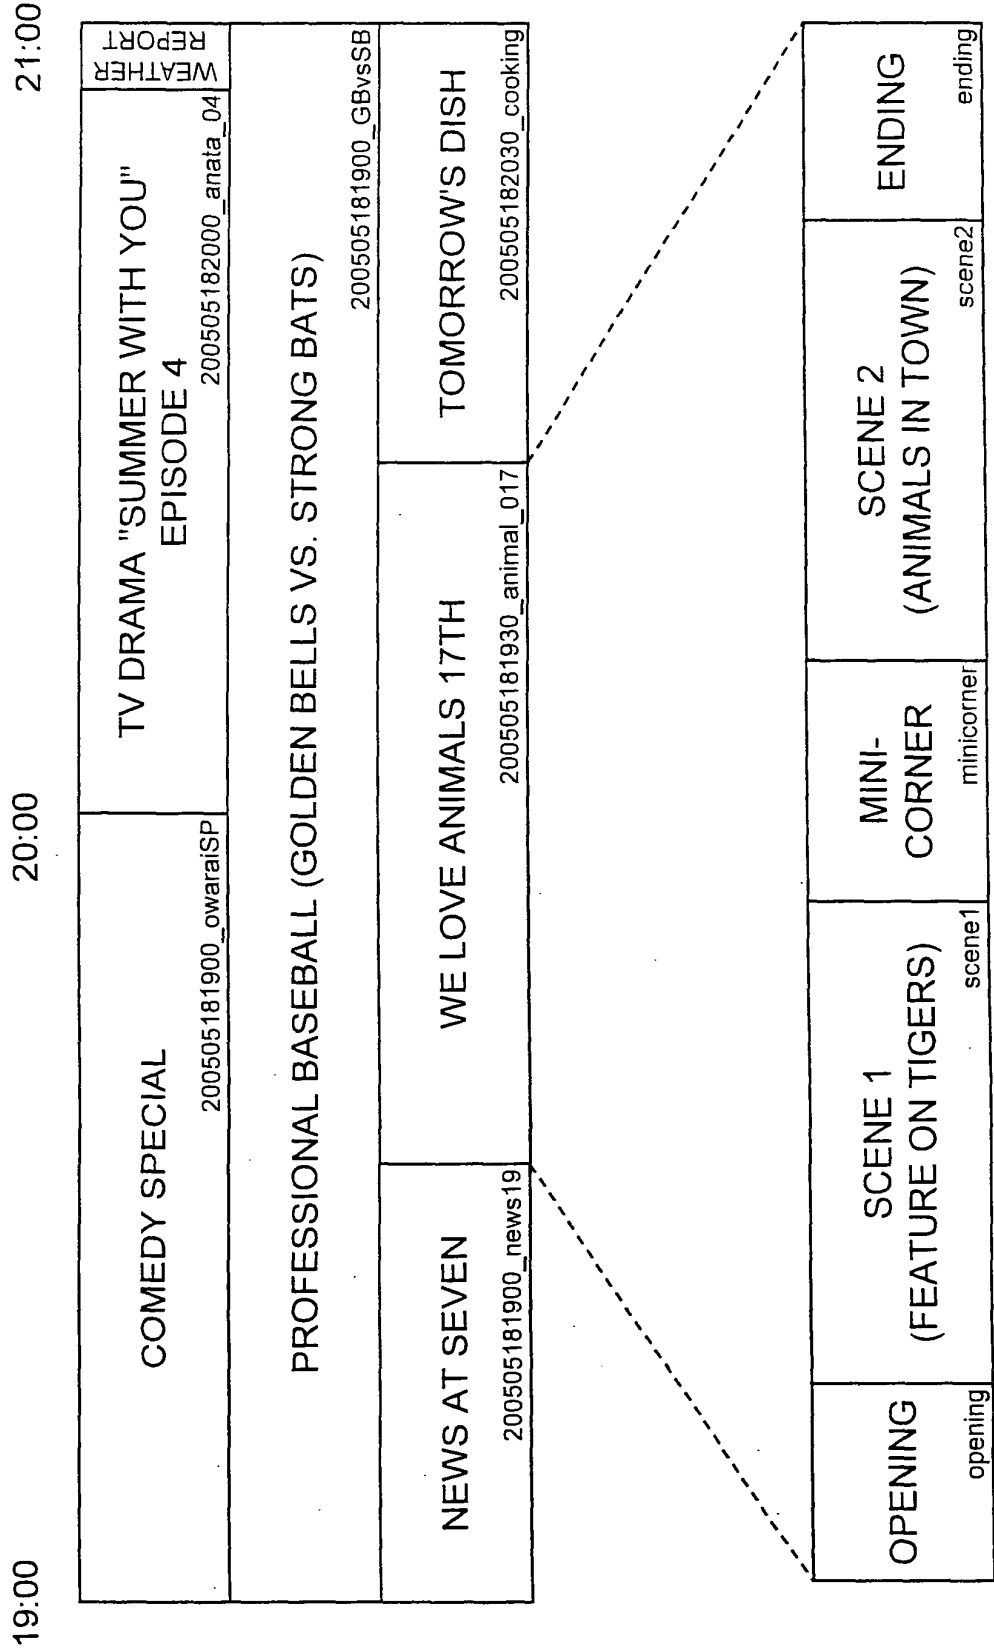 19:00
20:00
21:00
COMEDY SPECIAL
200505181900_owaraiSP
TV DRAMA "SUMMER WITH YOU"
EPISODE 4
200505182000_anata_04
WEATHER
REPORT
PROFESSIONAL BASEBALL (GOLDEN BELLS VS. STRONG BATS)
200505181900_GBvsSB
NEWS AT SEVEN
200505181900_news19
WE LOVE ANIMALS 17TH
200505181930_animal_017
TOMORROW'S DISH
200505182030_cooking
OPENING
opening
SCENE 1
(FEATURE ON TIGERS)
scene1
MINI-
CORNER
minicorner
SCENE 2
(ANIMALS IN TOWN)
scene2
ENDING
ending